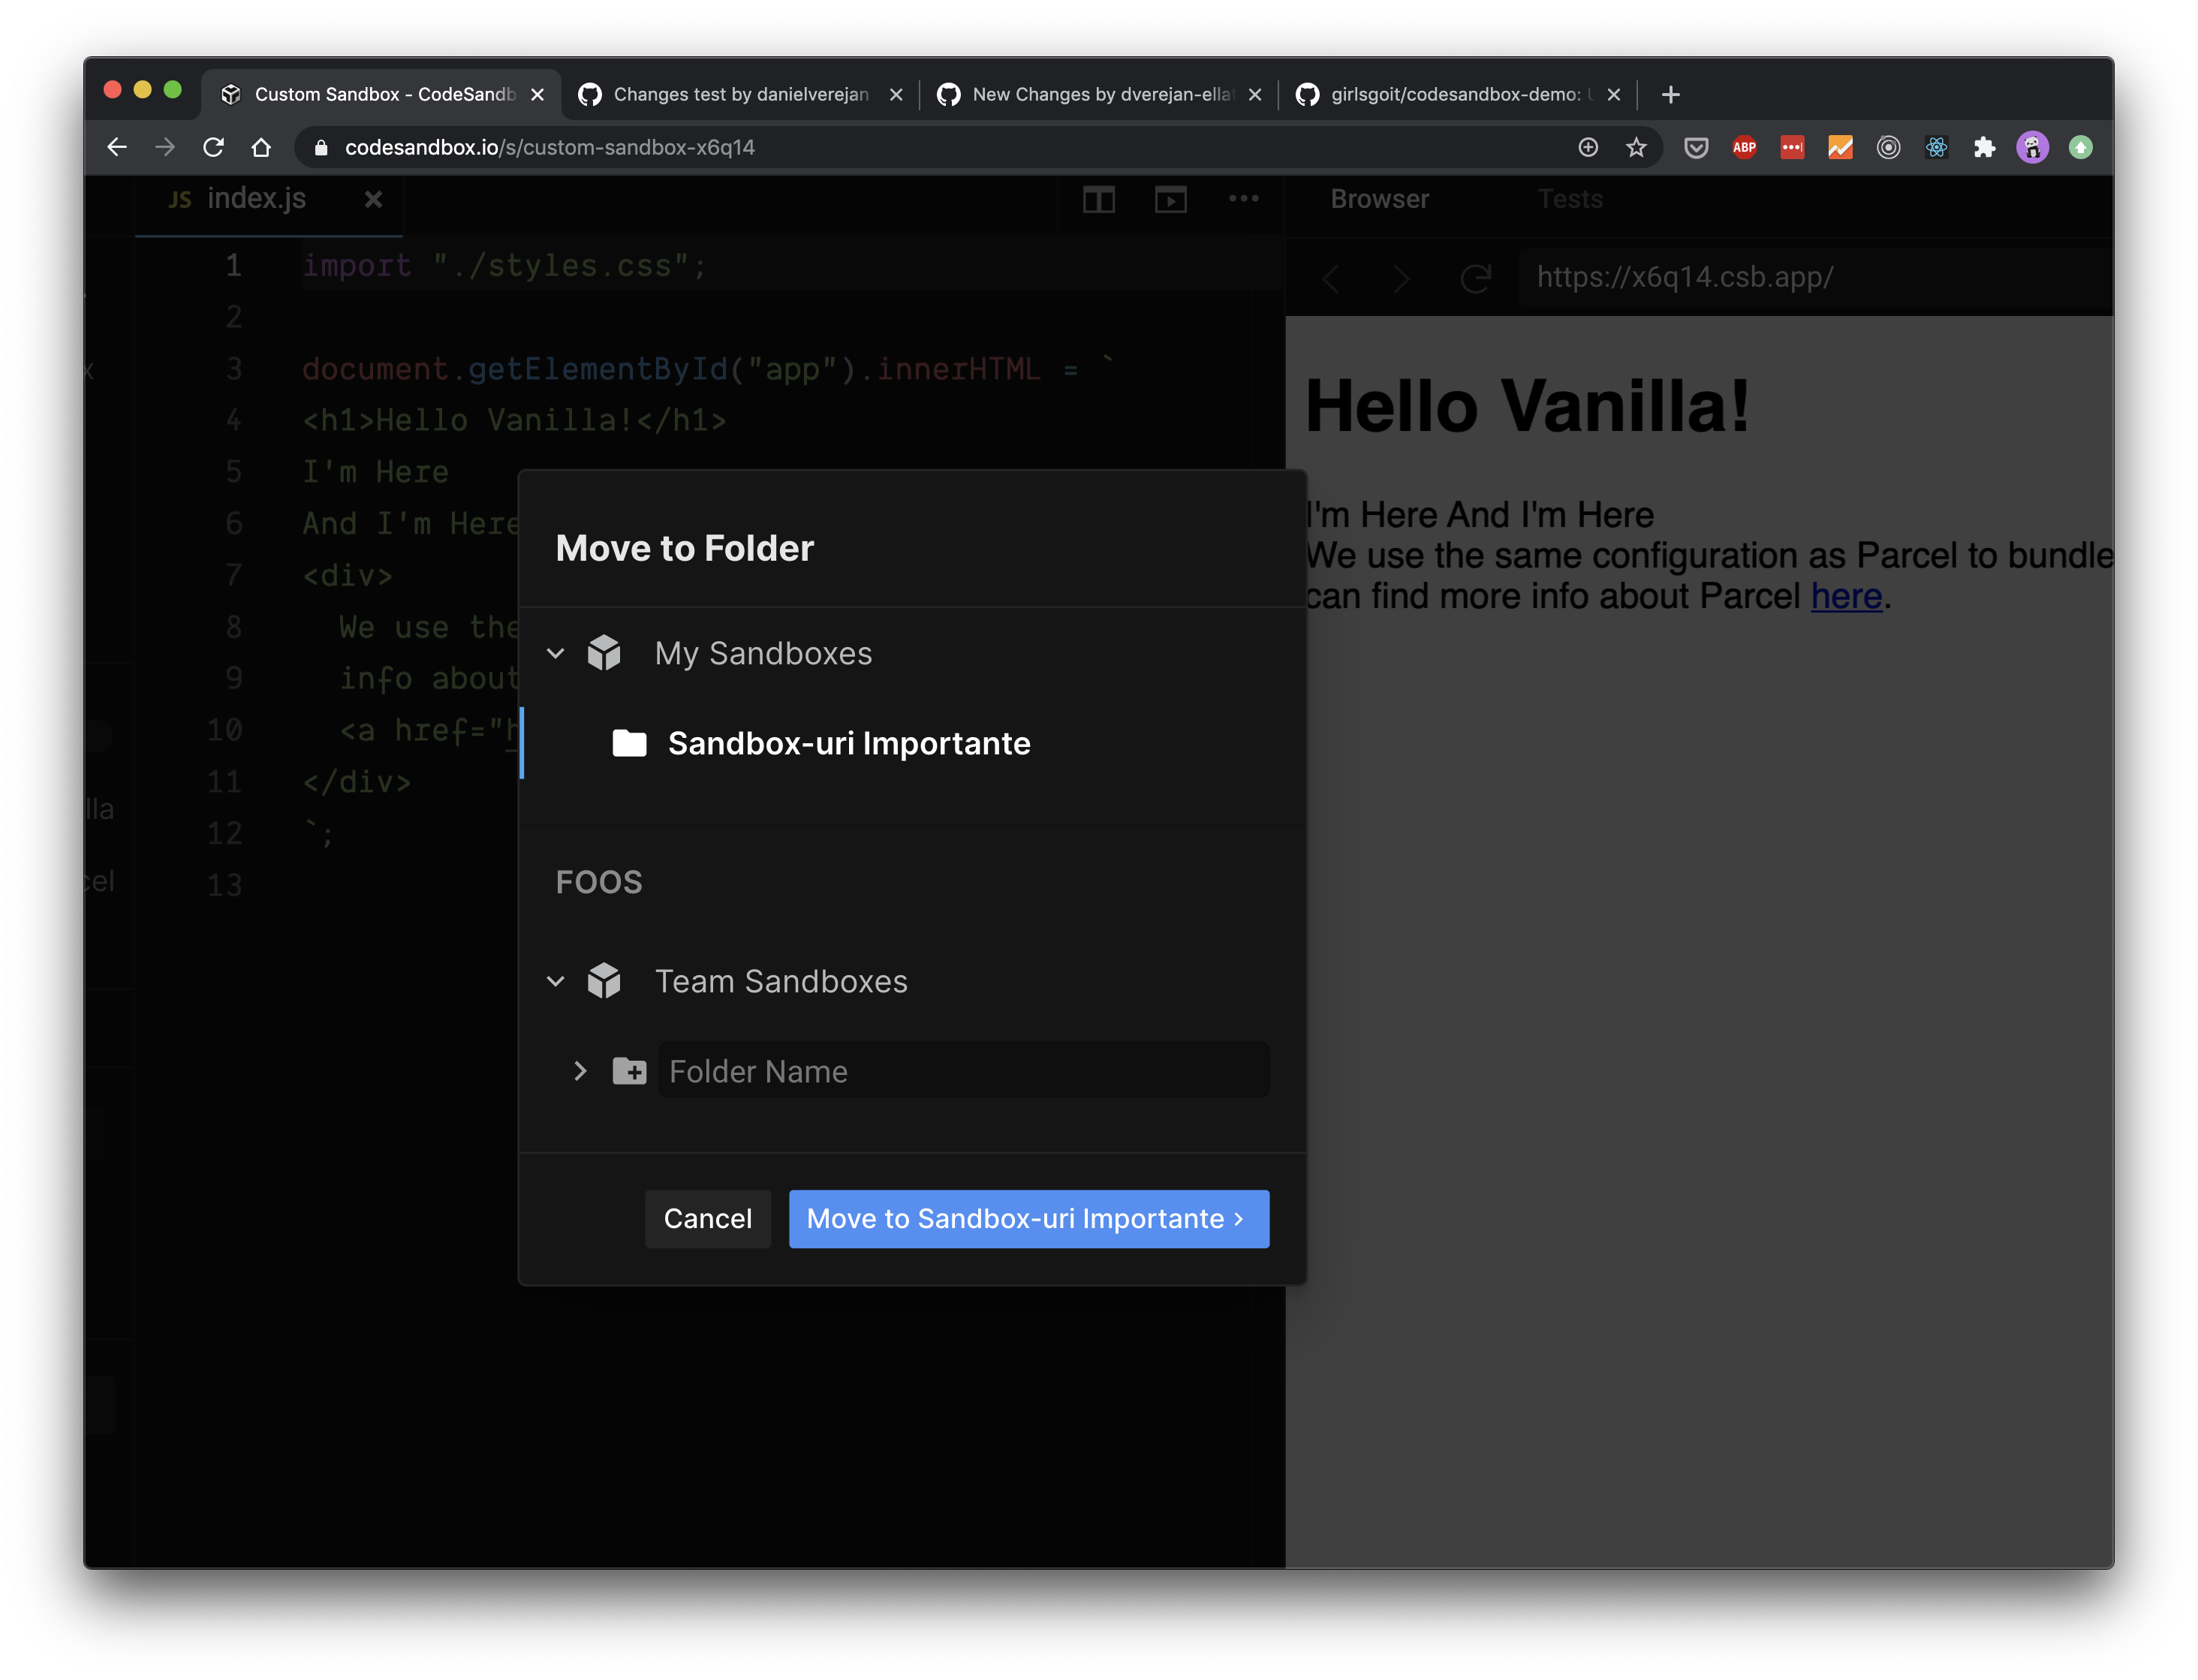 Custom Sandbox - CodeSandb
Changes test by danielverejan
New Changes by dverejan-ella
girlsgoit/codesandbox-demo:
codesandbox.io/s/custom-sandbox-x6q14
ABP
JS index.js
Browser
Tests
https://x6q14.csb.app/
1 import "./styles.css";
2
3 document.getElementById("app").innerHTML = `
4 <h1>Hello Vanilla!</h1>
5 I'm Here
6 And I'm Here
7 <div>
8 We use the
9 info about
10 <a href="h
11 </div>
12 `;
13
x
lla
cel
Hello Vanilla!
I'm Here And I'm Here
We use the same configuration as Parcel to bundle
can find more info about Parcel here.
Move to Folder
My Sandboxes
Sandbox-uri Importante
FOOS
Team Sandboxes
Folder Name
Cancel
Move to Sandbox-uri Importante ›